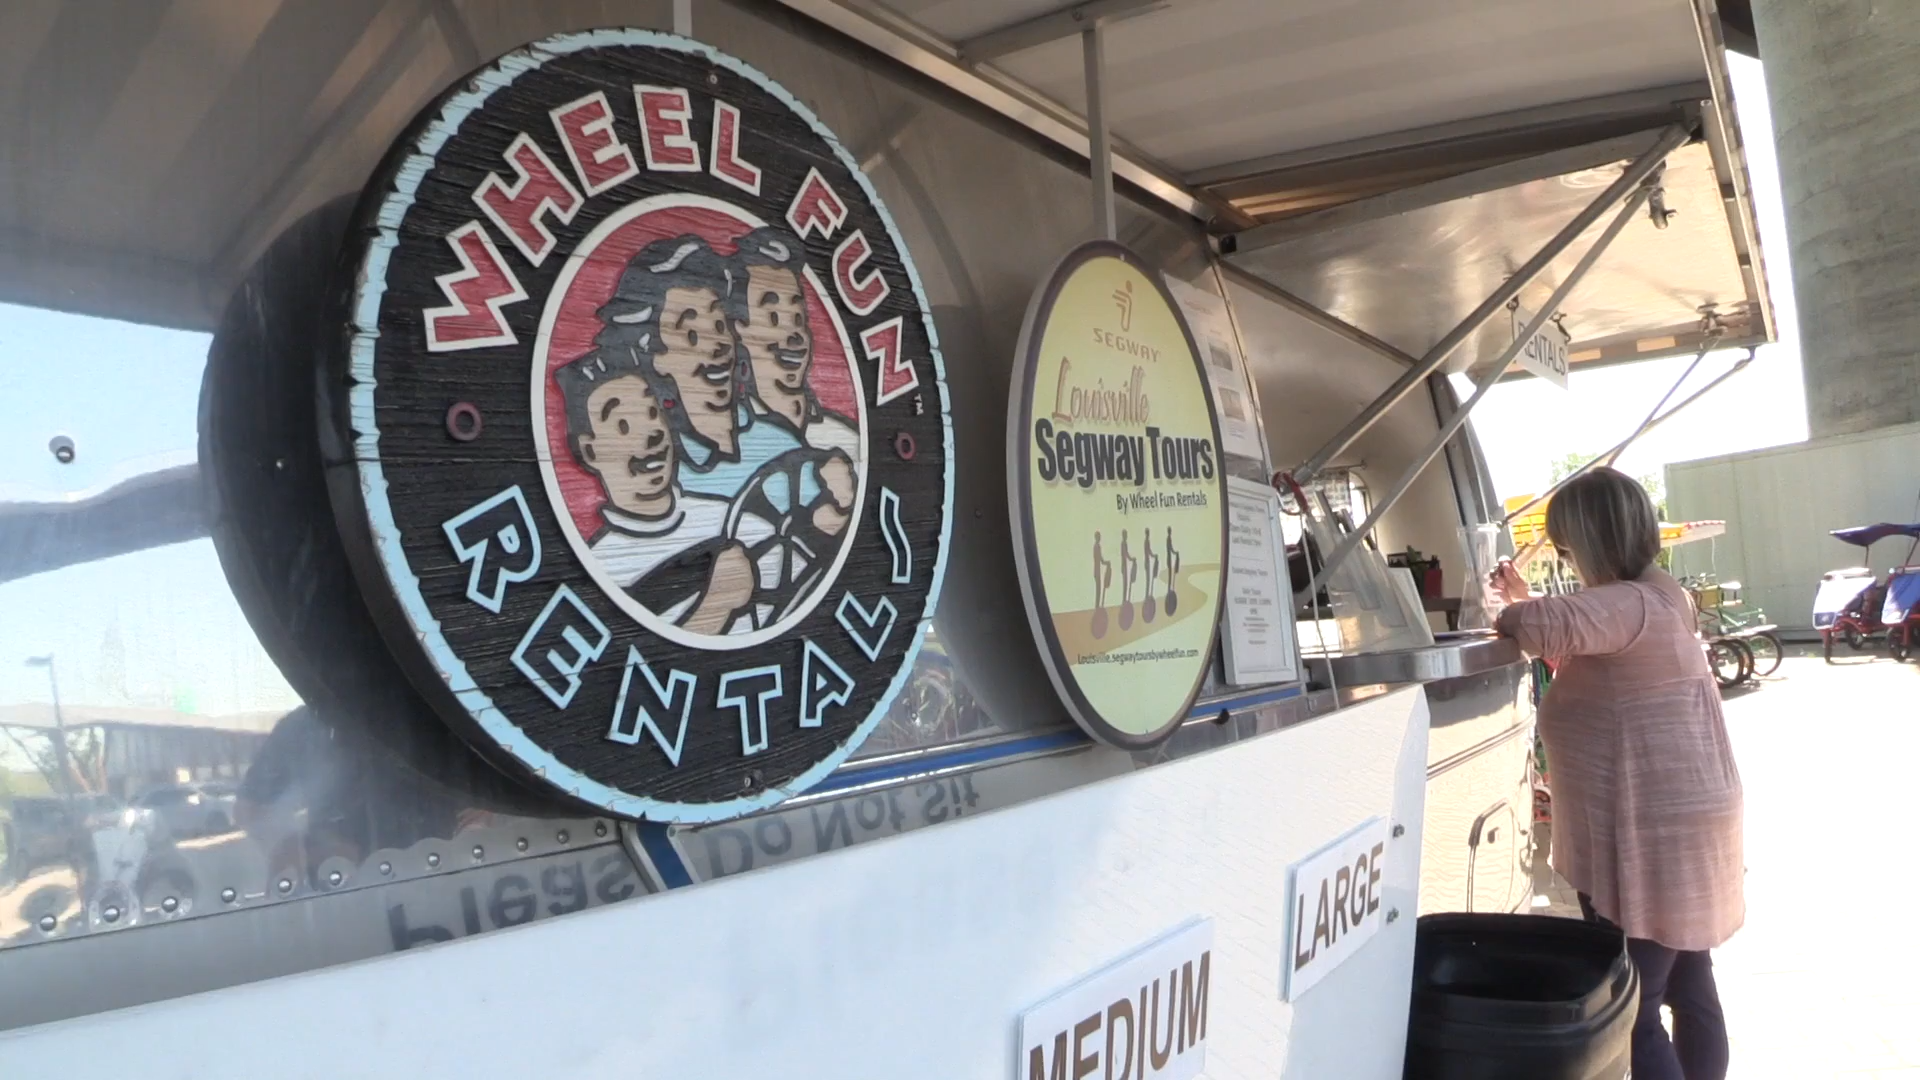 WHEEL FUN
RENTALS
TM
SEGWAY
Louisville
Segway Tours
By Wheel Fun Rentals
Louisville.segwaytoursbywheelfun.com
RENTALS
Please Do Not Sit
LARGE
MEDIUM